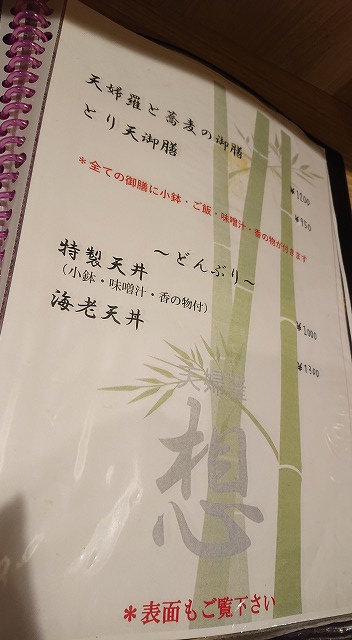 天婦羅と蕎麦の御膳
¥1200
とり天御膳
¥950
*全ての御膳に小鉢・ご飯・味噌汁・香の物が付きます
～どんぶり～
特製天丼
¥1000
(小鉢・味噌汁・香の物付)
海老天丼
¥1300
天婦羅
想
*表面もご覧下さい